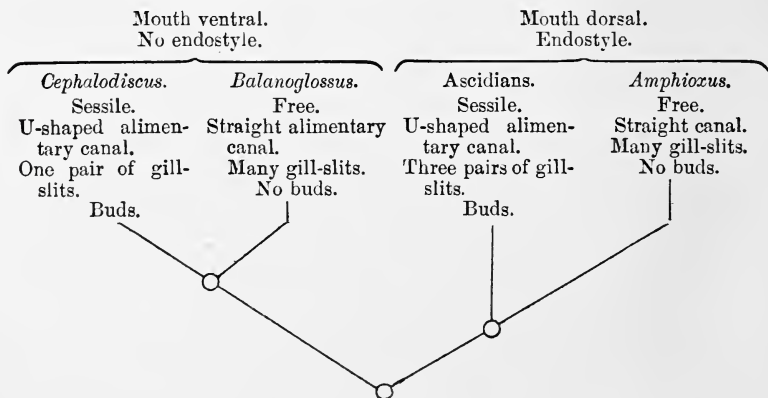 Mouth ventral.
No endostyle.
Mouth dorsal.
Endostyle.
Cephalodiscus.
Sessile.
U-shaped alimen-
tary canal.
One pair of gill-
slits.
Buds.
Balanoglossus.
Free.
Straight alimentary
canal.
Many gill-slits.
No buds.
Ascidians.
Sessile.
U-shaped alimen-
tary canal.
Three pairs of gill-
slits.
Buds.
Amphioxus.
Free.
Straight canal.
Many gill-slits.
No buds.